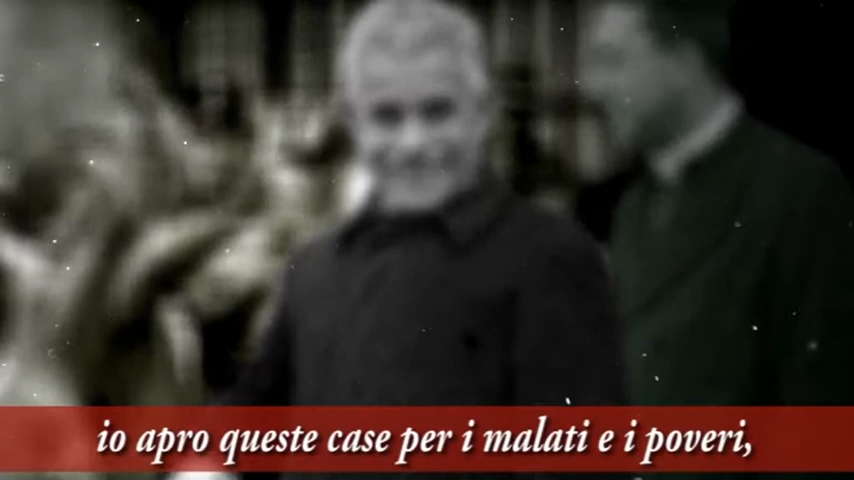 io apro queste case per i malati e i poveri,